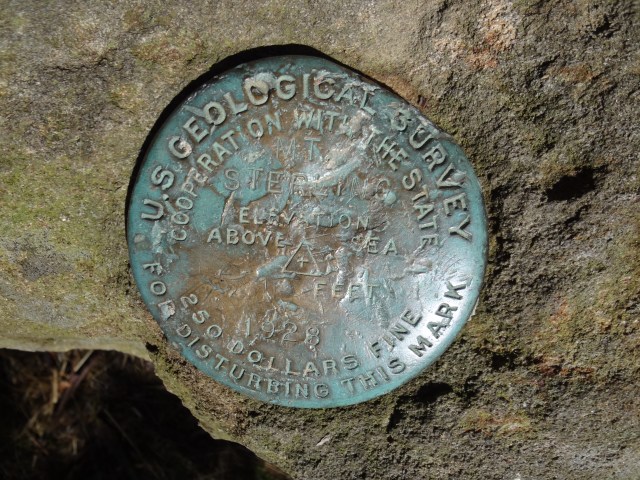 U.S. GEOLOGICAL SURVEY
COOPERATION WITH THE STATE
MT.
STERLING
ELEVATION
ABOVE SEA
FEET
1928
250 DOLLARS FINE
FOR DISTURBING THIS MARK